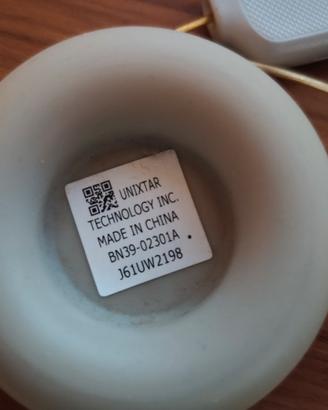 UNIXTAR
TECHNOLOGY INC.
MADE IN CHINA
BN39-02301A
J61UW2198